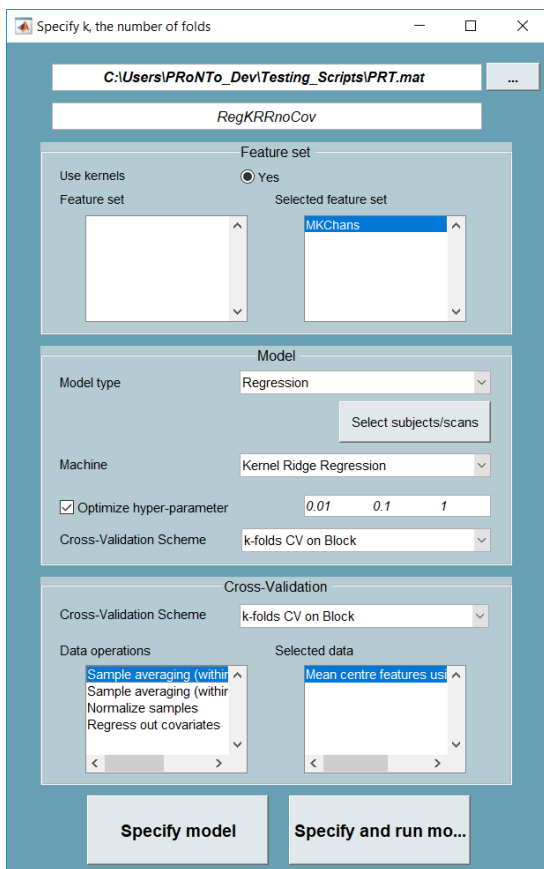 Specify k, the number of folds
C:\Users\PRoNTo_Dev\Testing_Scripts\PRT.mat
...
RegKRRnoCov
Feature set
Use kernels Yes
Feature set Selected feature set
MKChans
Model
Model type Regression
Select subjects/scans
Machine Kernel Ridge Regression
Optimize hyper-parameter 0.01 0.1 1
Cross-Validation Scheme k-folds CV on Block
Cross-Validation
Cross-Validation Scheme k-folds CV on Block
Data operations Selected data
Sample averaging (within Mean centre features usi
Sample averaging (within
Normalize samples
Regress out covariates
Specify model Specify and run mo...